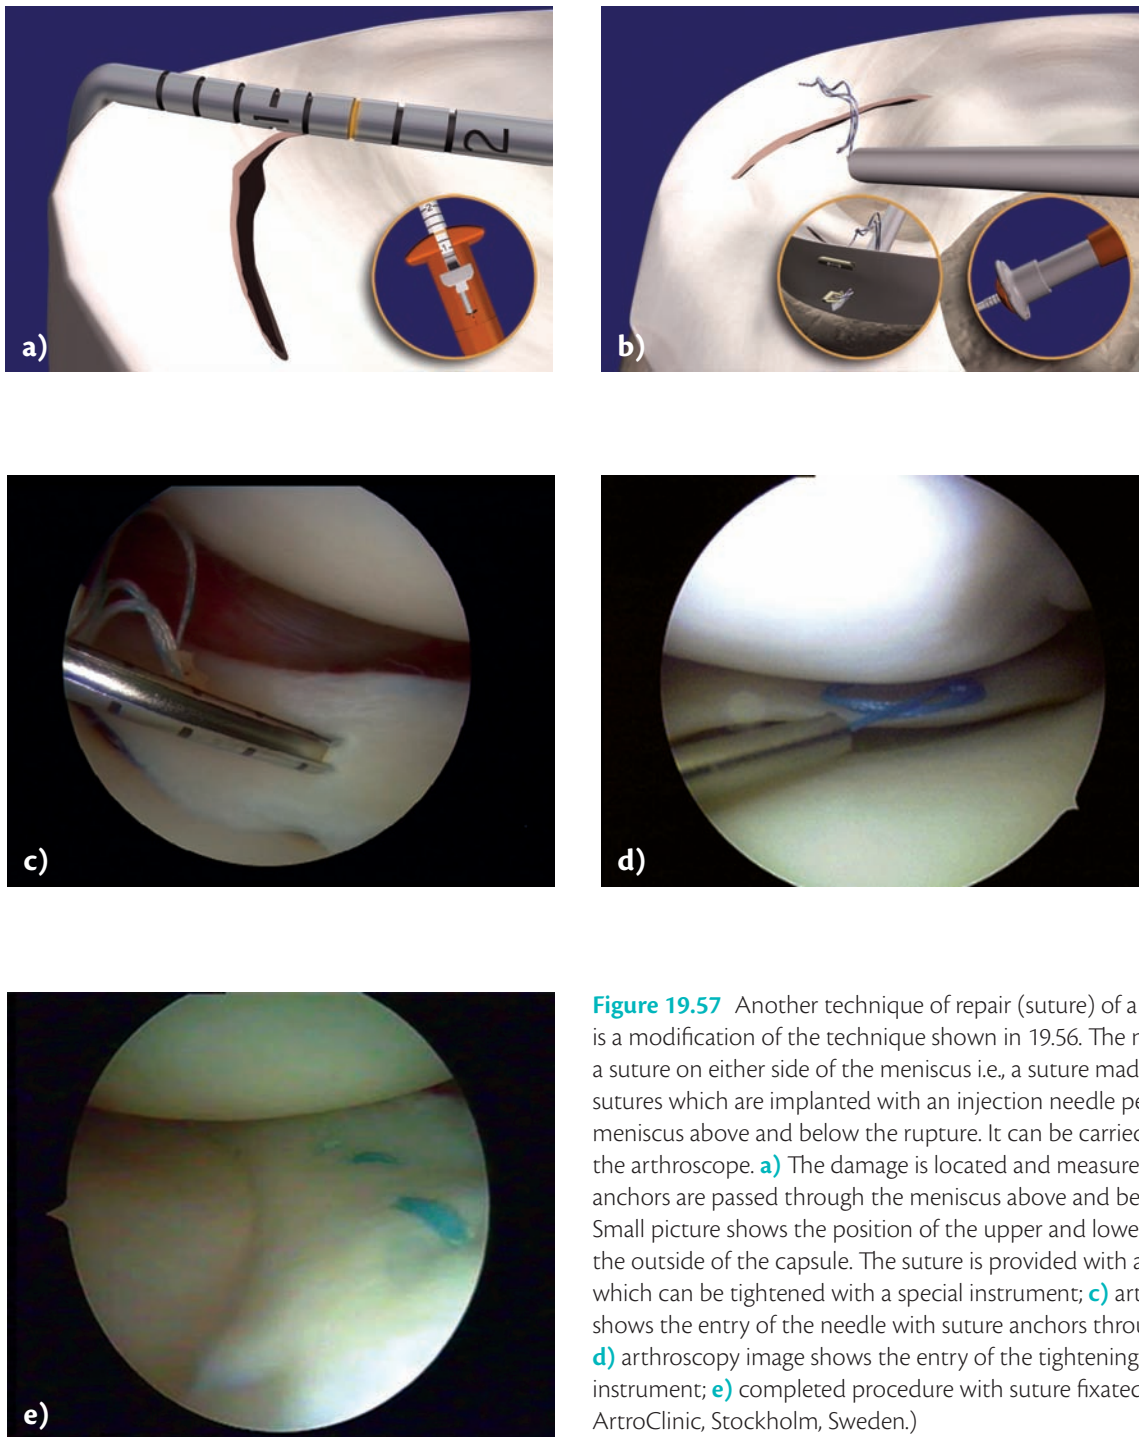 1-
2
a)
b)
c)
d)
e)
Figure 19.57 Another technique of repair (suture) of a
is a modification of the technique shown in 19.56. The
a suture on either side of the meniscus i.e., a suture mad
sutures which are implanted with an injection needle pe
meniscus above and below the rupture. It can be carried
the arthroscope. a) The damage is located and measure
anchors are passed through the meniscus above and be
Small picture shows the position of the upper and lowe
the outside of the capsule. The suture is provided with a
which can be tightened with a special instrument; c) art
shows the entry of the needle with suture anchors throu
d) arthroscopy image shows the entry of the tightening
instrument; e) completed procedure with suture fixated
ArtroClinic, Stockholm, Sweden.)